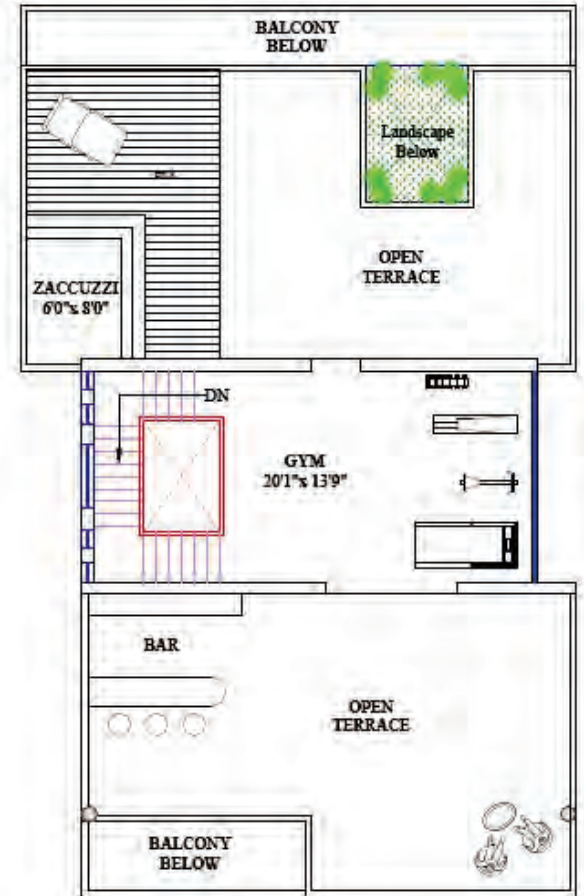 BALCONY
BELOW
Landscape
Below
OPEN
TERRACE
ZACCUZZI
6'0"x 8'0"
DN
GYM
20'1"x 13'9"
BAR
OPEN
TERRACE
BALCONY
BELOW